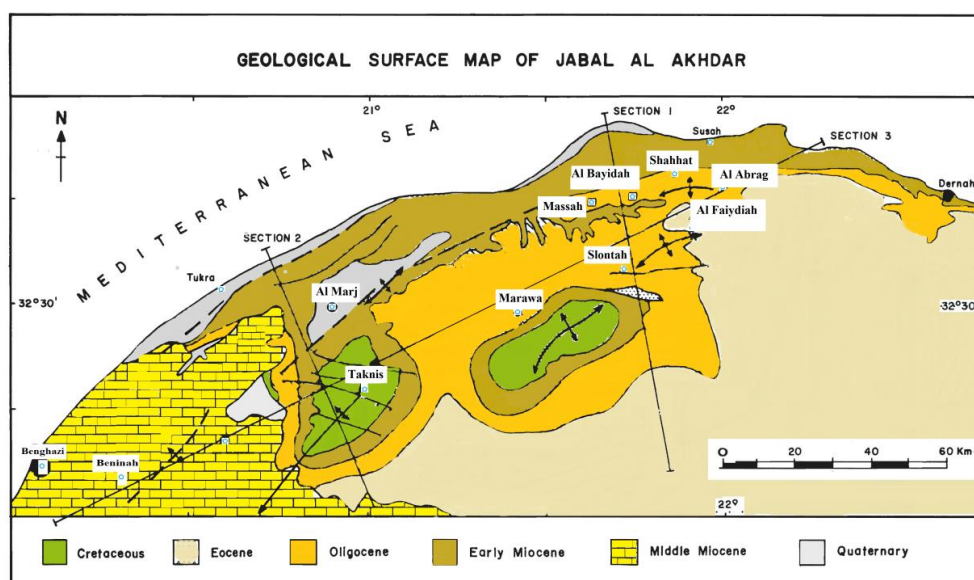 GEOLOGICAL SURFACE MAP OF JABAL AL AKHDAR
N
21°
22°
SECTION 1
SECTION 3
MEDITERRANEAN SEA
Susah
Shahhat
Al Bayidah
Al Abrag
Massah
Dernah
Al Faiydiah
SECTION 2
Slontah
Tukra
Al Marj
32°30'
Marawa
32°30
Taknis
Benghazi
Beninah
0 20 40 60 Km
22°
Cretaceous
Eocene
Oligocene
Early Miocene
Middle Miocene
Quaternary